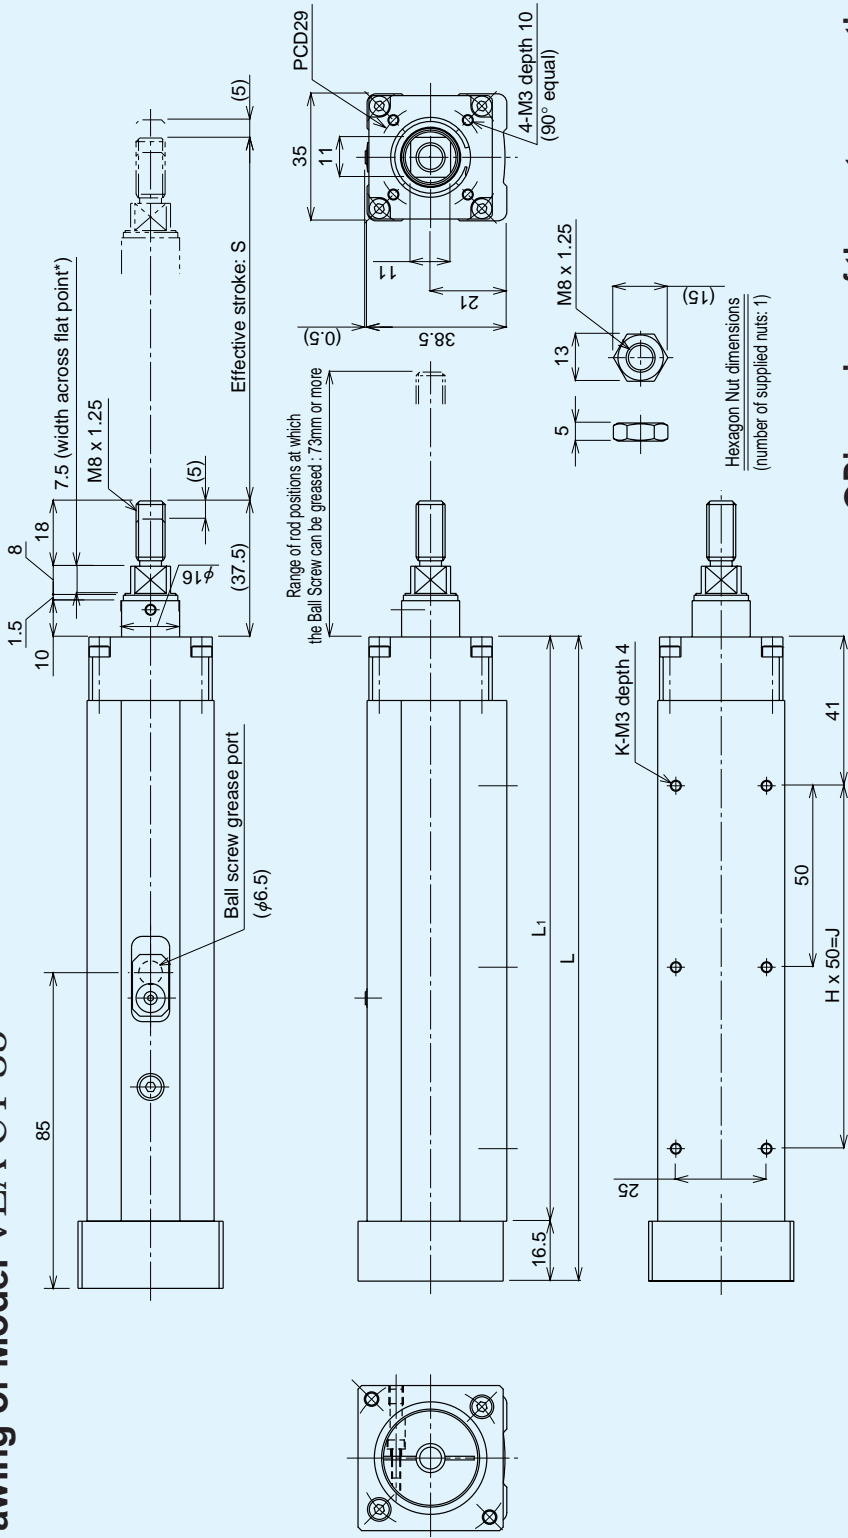 awing of Model
85
Ball screw grease port
(φ6.5)
10
1.5
8
18
7.5 (width across flat point*)
M8 x 1.25
φ16
(5)
(37.5)
Effective stroke: S
(5)
Range of rod positions at which
the Ball Screw can be greased : 73mm or more
16.5
L1
L
(0.5)
38.5
21
11
35
11
PCD29
4-M3 depth 10
(90° equal)
25
K-M3 depth 4
50
H x 50=J
41
5
13
M8 x 1.25
(15)
Hexagon Nut dimensions
(number of supplied nuts: 1)